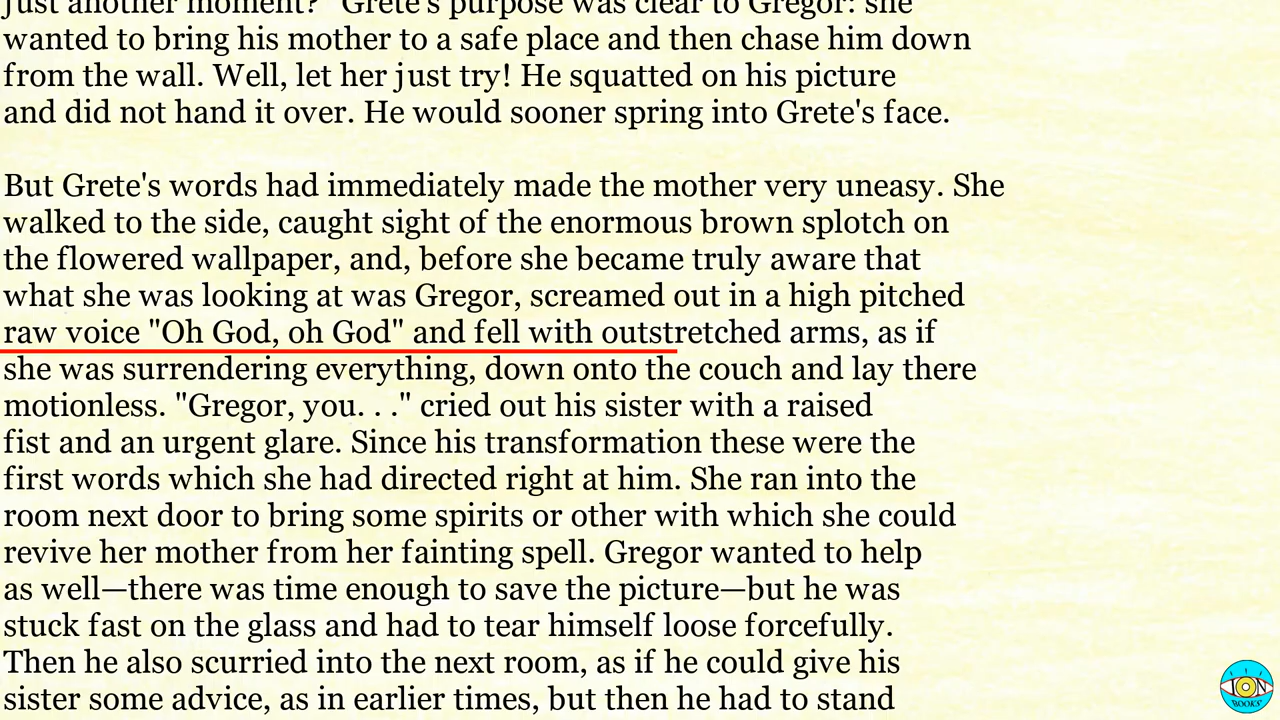 just another moment?" Grete's purpose was clear to Gregor: she
wanted to bring his mother to a safe place and then chase him down
from the wall. Well, let her just try! He squatted on his picture
and did not hand it over. He would sooner spring into Grete's face.
But Grete's words had immediately made the mother very uneasy. She
walked to the side, caught sight of the enormous brown splotch on
the flowered wallpaper, and, before she became truly aware that
what she was looking at was Gregor, screamed out in a high pitched
raw voice "Oh God, oh God" and fell with outstretched arms, as if
she was surrendering everything, down onto the couch and lay there
motionless. "Gregor, you. . ." cried out his sister with a raised
fist and an urgent glare. Since his transformation these were the
first words which she had directed right at him. She ran into the
room next door to bring some spirits or other with which she could
revive her mother from her fainting spell. Gregor wanted to help
as well—there was time enough to save the picture—but he was
stuck fast on the glass and had to tear himself loose forcefully.
Then he also scurried into the next room, as if he could give his
sister some advice, as in earlier times, but then he had to stand
ION
BOOKS